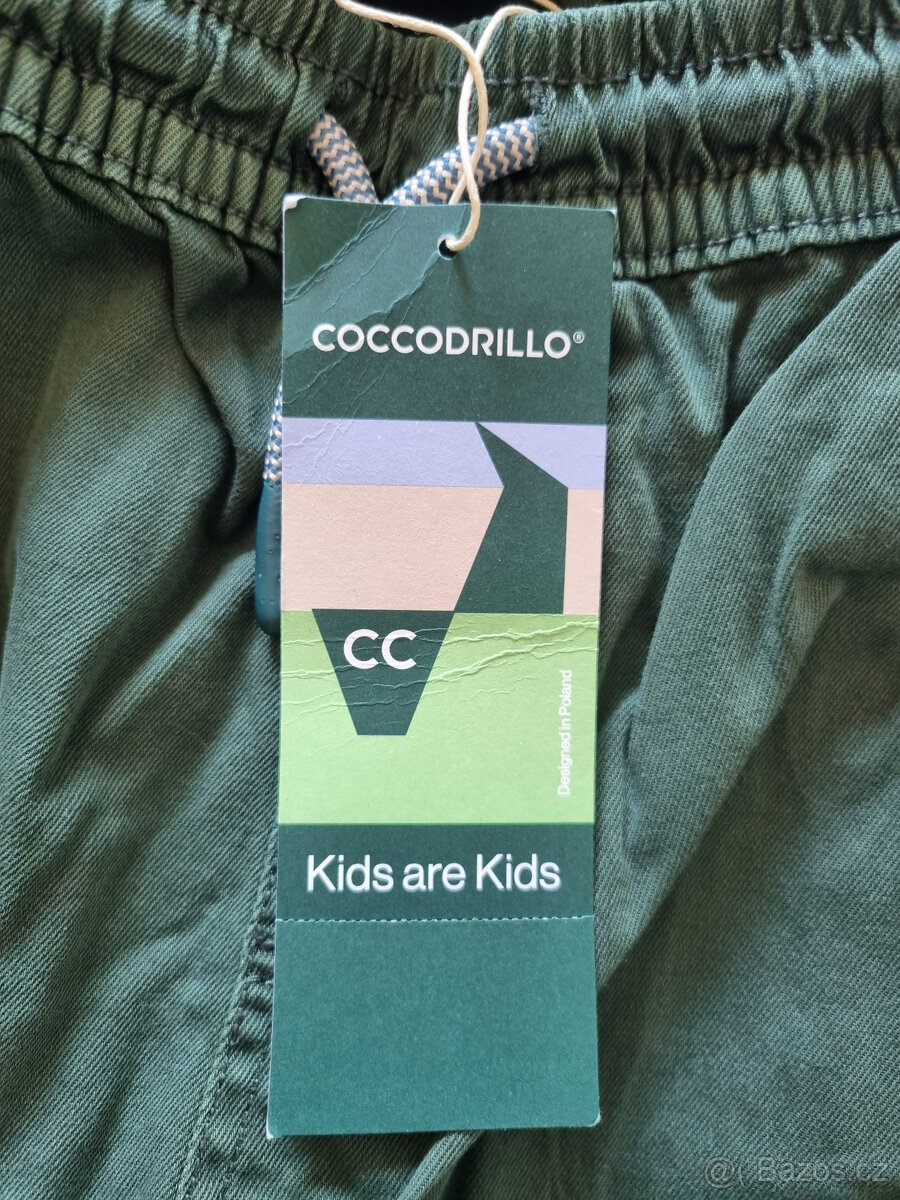 COCCODRILLO®
CC
Designed in Poland
Kids are Kids
@( Bazos.cz